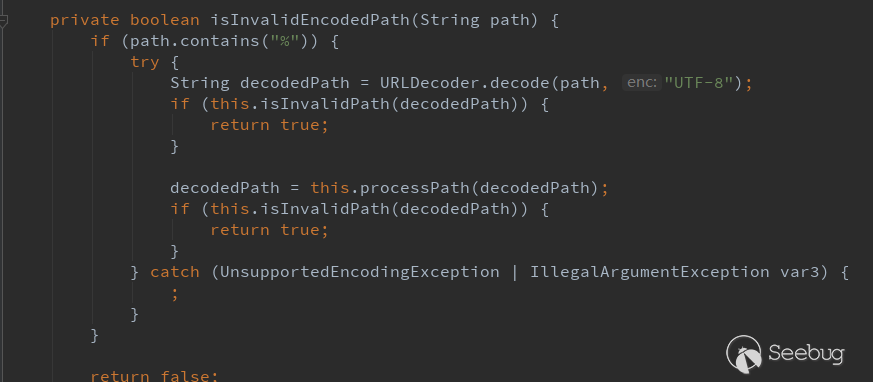 private boolean isInvalidEncodedPath(String path) {
    if (path.contains("%")) {
        try {
            String decodedPath = URLDecoder.decode(path, enc: "UTF-8");
            if (this.isInvalidPath(decodedPath)) {
                return true;
            }
            decodedPath = this.processPath(decodedPath);
            if (this.isInvalidPath(decodedPath)) {
                return true;
            }
        } catch (UnsupportedEncodingException | IllegalArgumentException var3) {
            ;
        }
    }
    return false;
Seebug